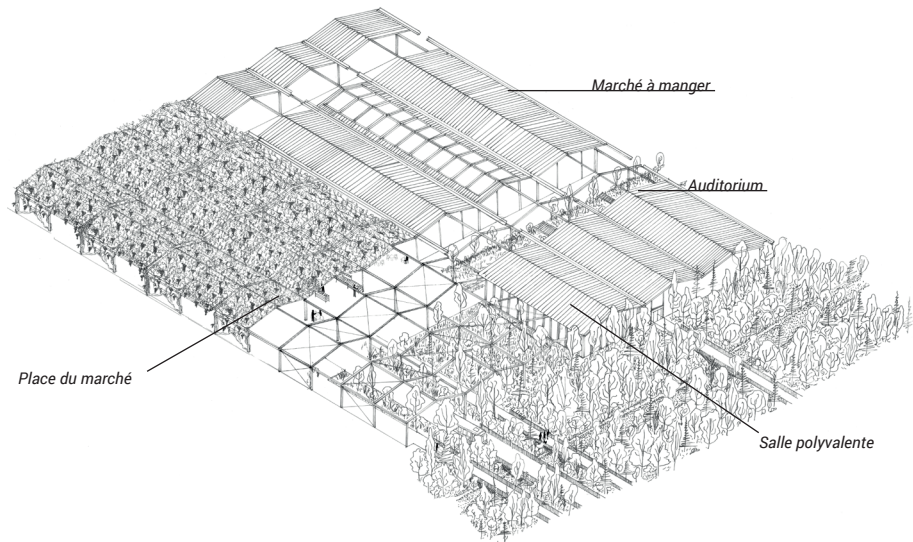 Marché à manger
Auditorium
Place du marché
Salle polyvalente